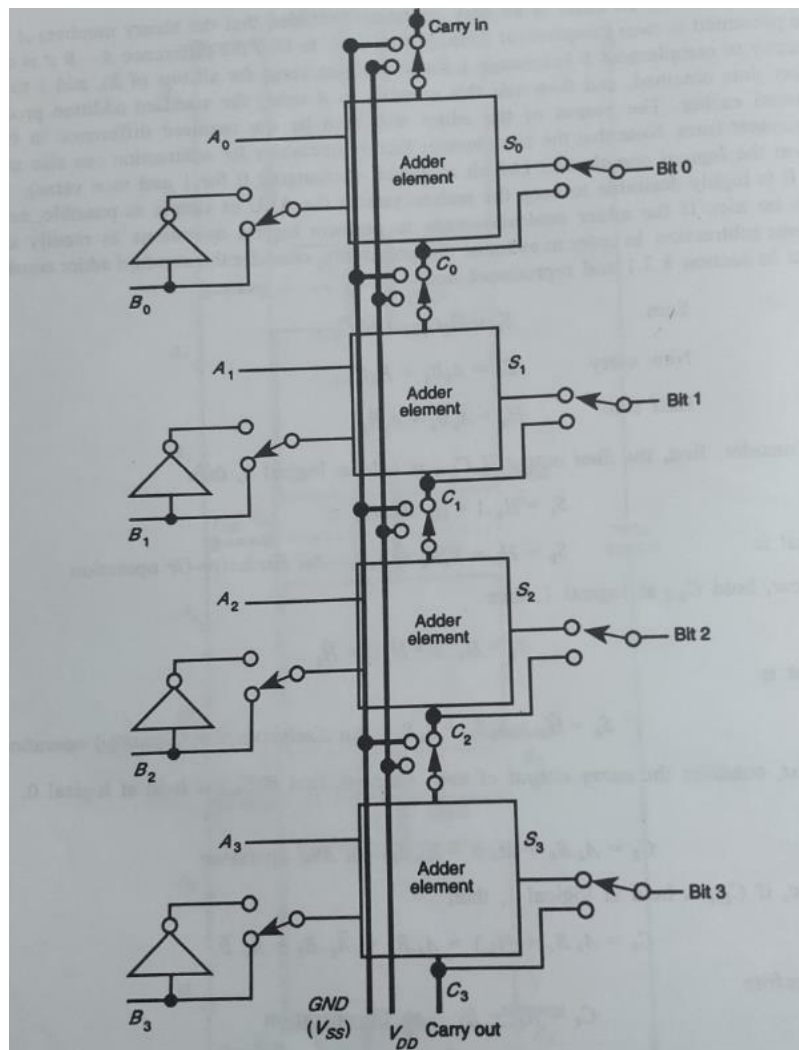 Carry in
A0
S0
Adder
element
Bit 0
B0
C0
A1
S1
Adder
element
Bit 1
B1
C1
A2
S2
Adder
element
Bit 2
B2
C2
A3
S3
Adder
element
Bit 3
B3
C3
GND
(VSS)
VDD
Carry out